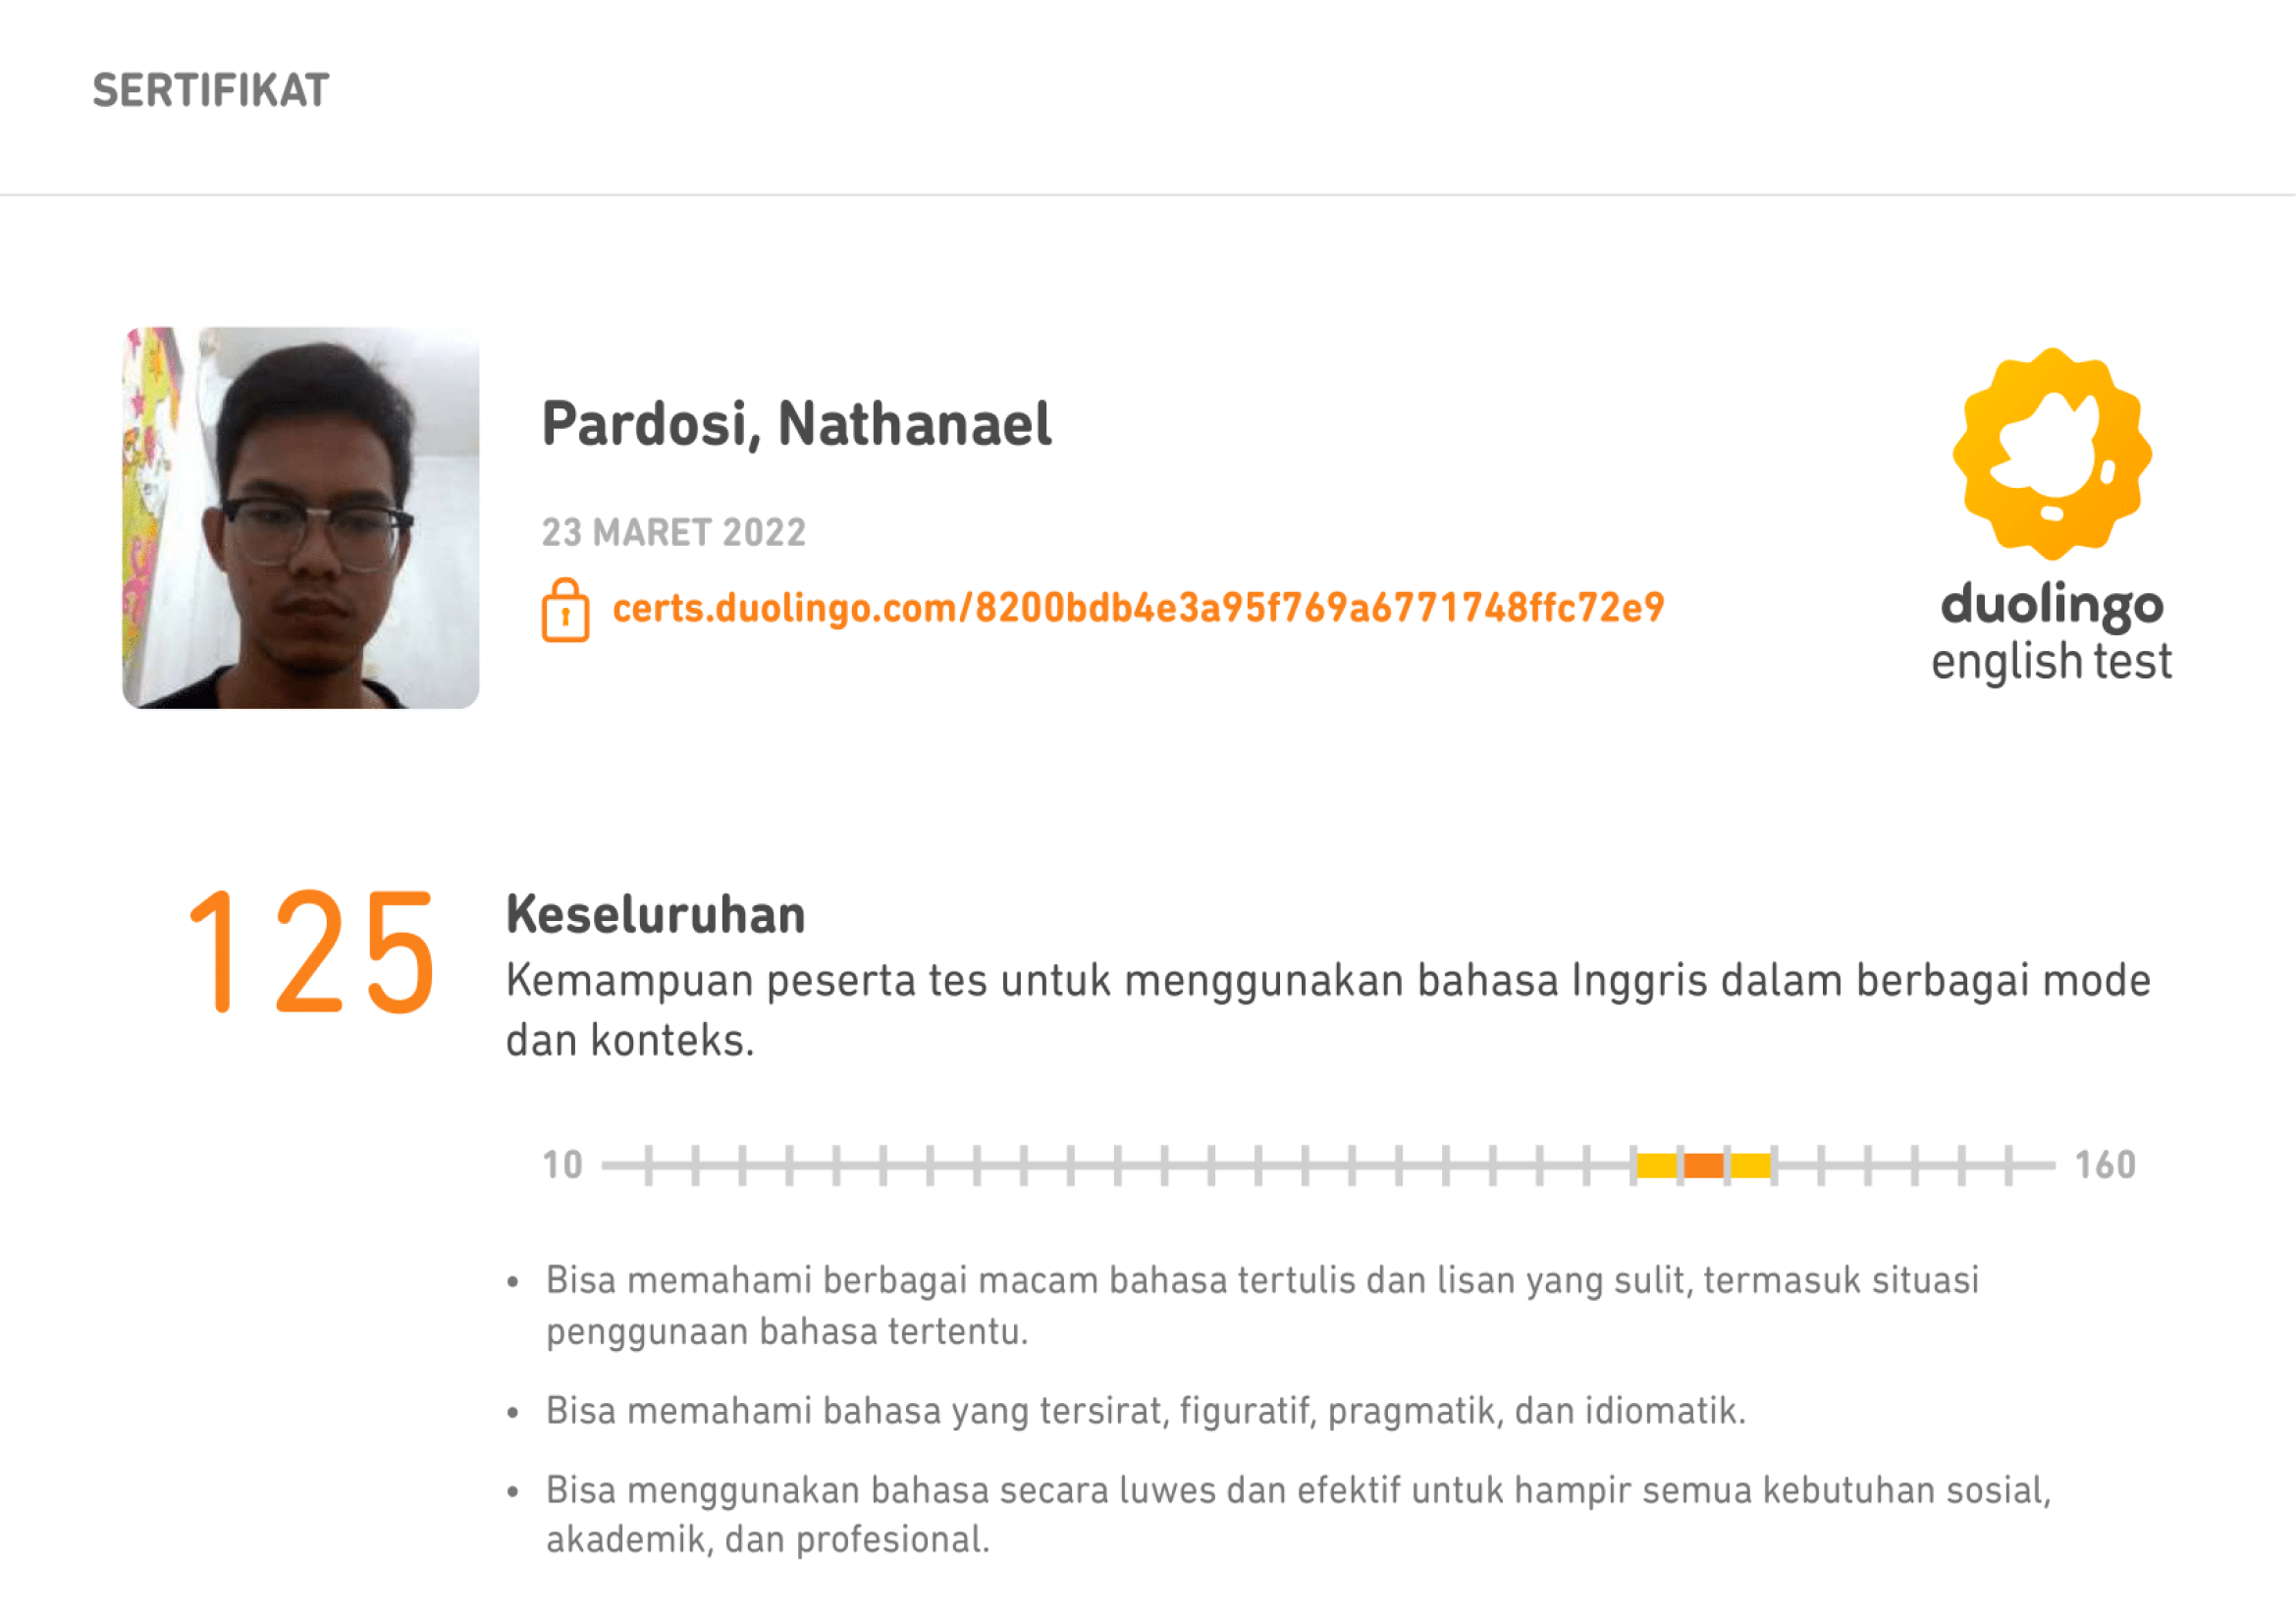 SERTIFIKAT
Pardosi, Nathanael
23 MARET 2022
certs.duolingo.com/8200bdb4e3a95f769a6771748ffc72e9
duolingo
english test
125
Keseluruhan
Kemampuan peserta tes untuk menggunakan bahasa Inggris dalam berbagai mode
dan konteks.
10
160
• Bisa memahami berbagai macam bahasa tertulis dan lisan yang sulit, termasuk situasi
penggunaan bahasa tertentu.
• Bisa memahami bahasa yang tersirat, figuratif, pragmatik, dan idiomatik.
• Bisa menggunakan bahasa secara luwes dan efektif untuk hampir semua kebutuhan sosial,
akademik, dan profesional.